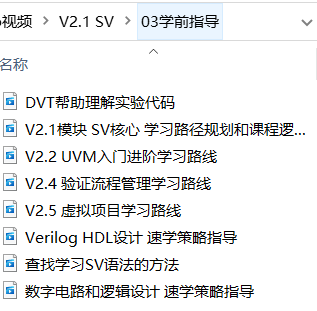 视频 > V2.1 SV > 03学前指导
名称
DVT帮助理解实验代码
V2.1模块 SV核心 学习路径规划和课程逻...
V2.2 UVM入门进阶学习路线
V2.4 验证流程管理学习路线
V2.5 虚拟项目学习路线
Verilog HDL设计 速学策略指导
查找学习SV语法的方法
数字电路和逻辑设计 速学策略指导